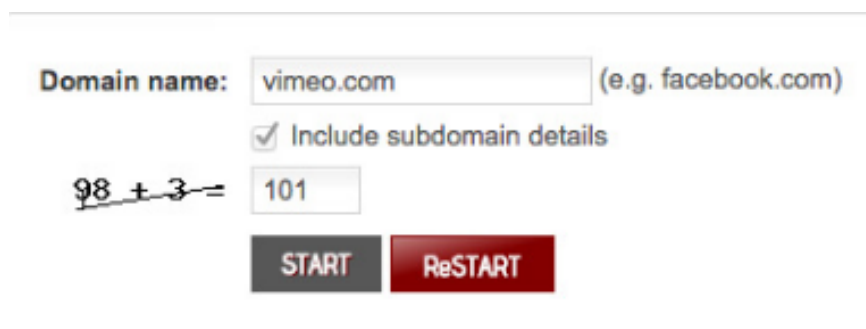 Domain name: vimeo.com (e.g. facebook.com)
Include subdomain details
98 + 3 = 101
START ReSTART